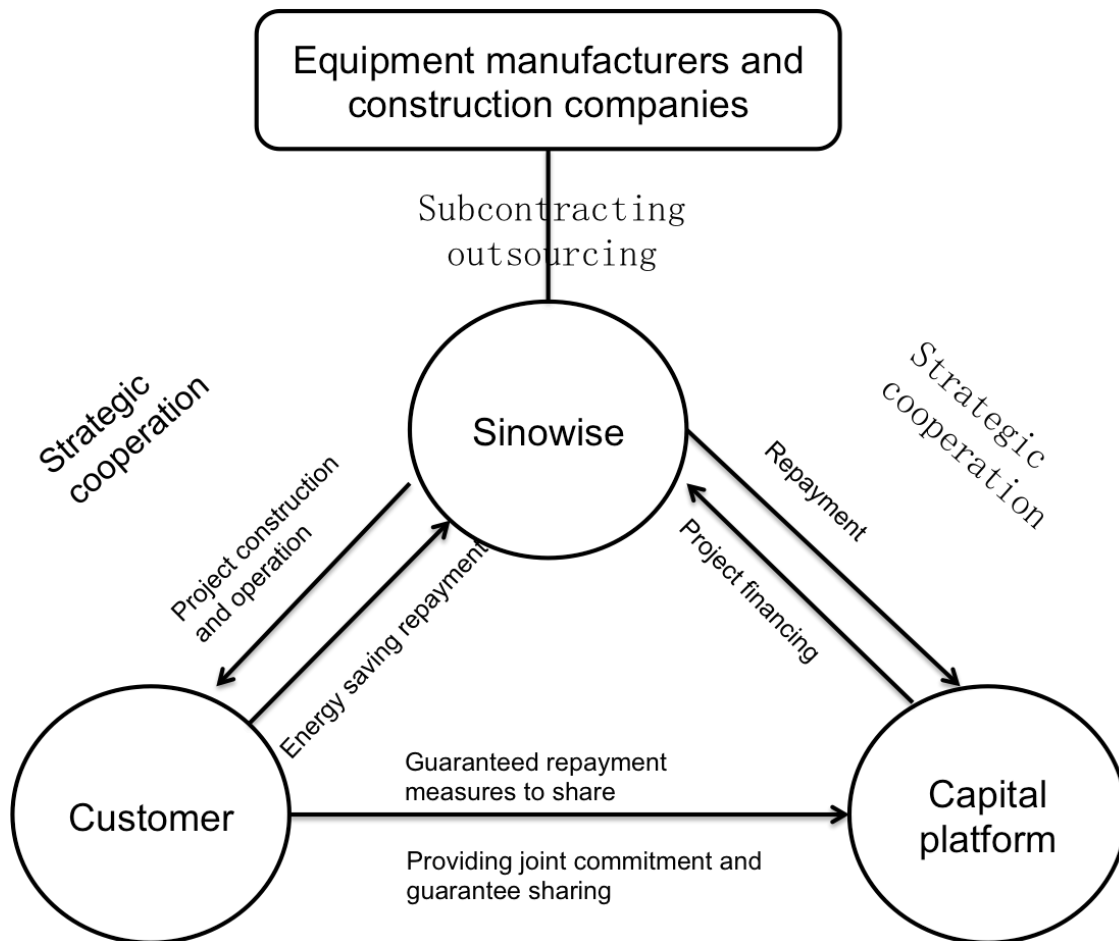 Equipment manufacturers and
construction companies
Subcontracting
outsourcing
Strategic
cooperation
Strategic
cooperation
Sinowise
Project construction
and operation
Energy saving repayment
Repayment
Project financing
Customer
Guaranteed repayment
measures to share
Providing joint commitment and
guarantee sharing
Capital
platform